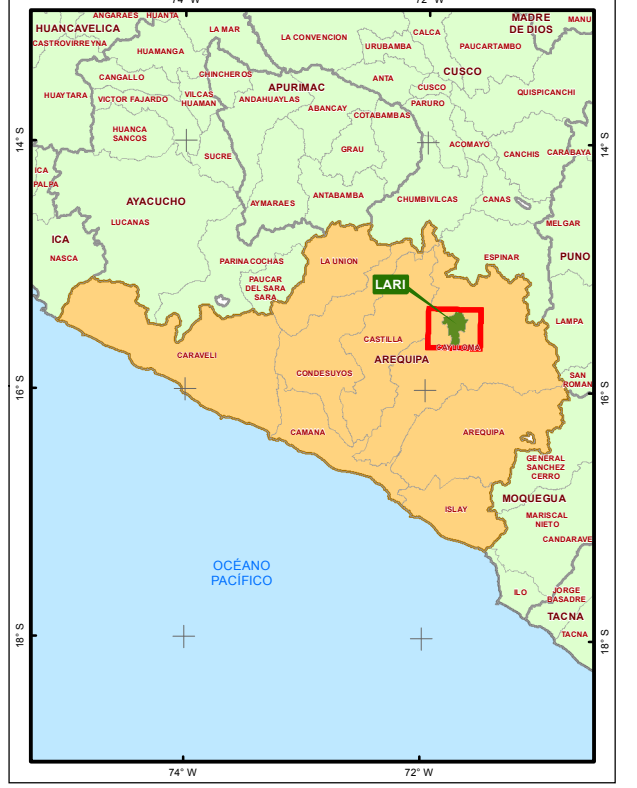 74° W
72° W
ANGARAES
HUANTA
MADRE
DE DIOS
MANU
HUANCAVELICA
LA MAR
CALCA
CASTROVIRREYNA
LA CONVENCION
URUBAMBA
PAUCARTAMBO
HUAMANGA
CANGALLO
CHINCHEROS
ANTA
CUSCO
APURIMAC
CUSCO
HUAYTARA
VICTOR FAJARDO
VILCAS
HUAMAN
ANDAHUAYLAS
PARURO
QUISPICANCHI
ABANCAY
COTABAMBAS
HUANCA
SANCOS
14° S
14° S
GRAU
ACOMAYO
CANCHIS
CARABAYA
SUCRE
ICA
PALPA
ANTABAMBA
CHUMBIVILCAS
CANAS
AYACUCHO
AYMARAES
LUCANAS
MELGAR
ICA
NASCA
PARINACOCHAS
LA UNION
ESPINAR
PUNO
PAUCAR
DEL SARA
SARA
LARI
LAMPA
CASTILLA
CAYLLOMA
CARAVELI
AREQUIPA
CONDESUYOS
SAN
ROMAN
16° S
16° S
CAMANA
AREQUIPA
GENERAL
SANCHEZ
CERRO
MOQUEGUA
ISLAY
MARISCAL
NIETO
CANDARAVE
OCÉANO
PACÍFICO
ILO
JORGE
BASADRE
TACNA
TACNA
18° S
18° S
74° W
72° W